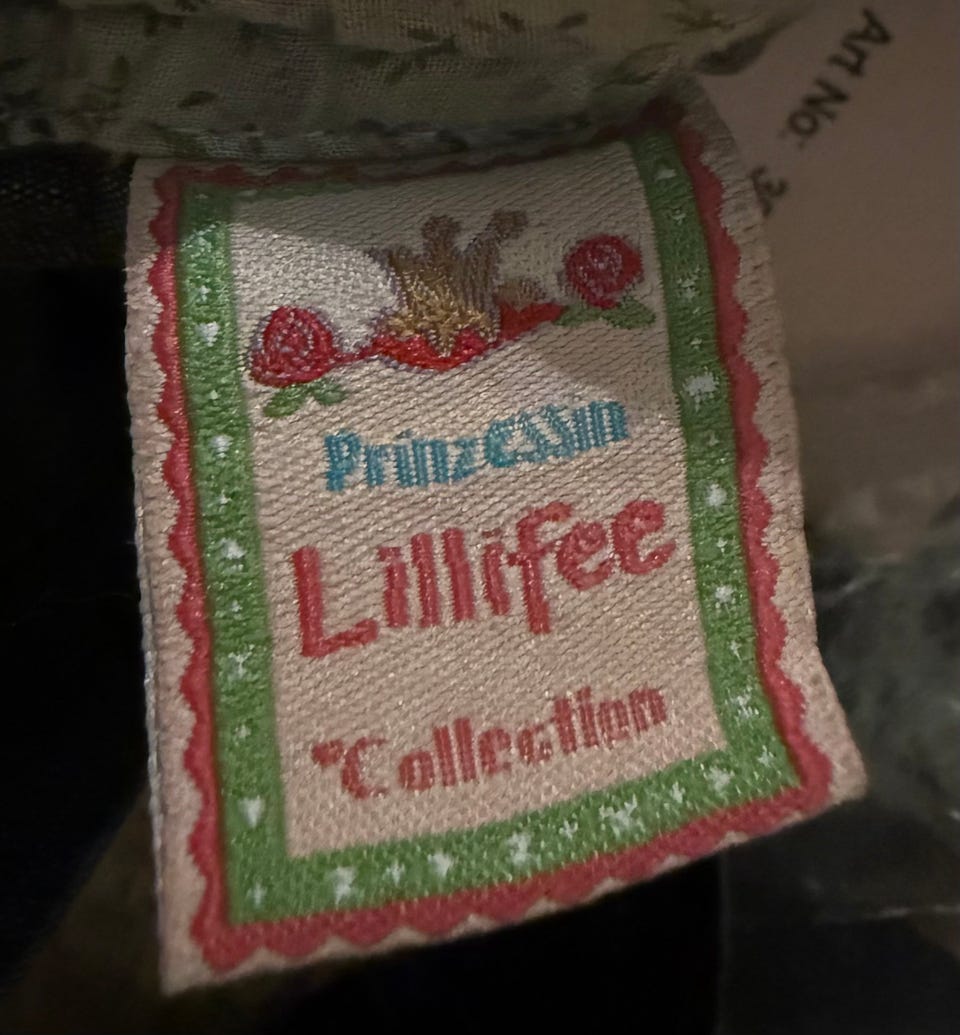 Art No.
Prinzessin
Lillifee
Collection